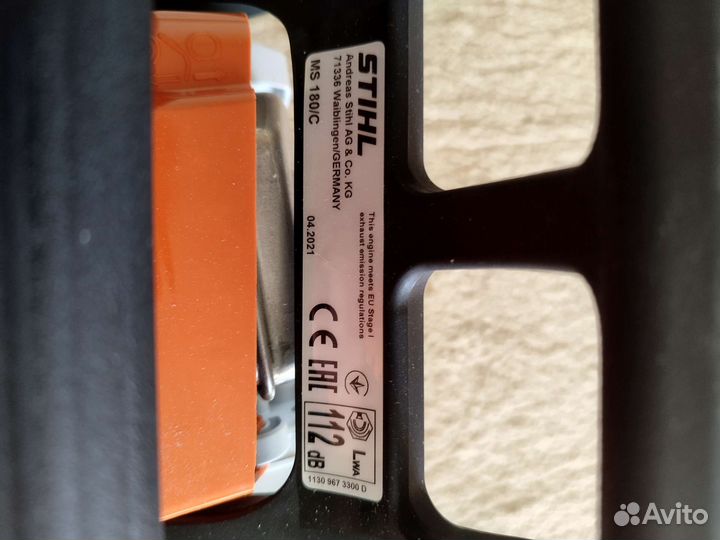 STIHL
Andreas Stihl AG & Co. KG
71336 Waiblingen/GERMANY
MS 180/C
This engine meets EU Stage I
exhaust emission regulations
04.2021
CE EAC
112
dB
LWA
1130 967 3300 D
Avito